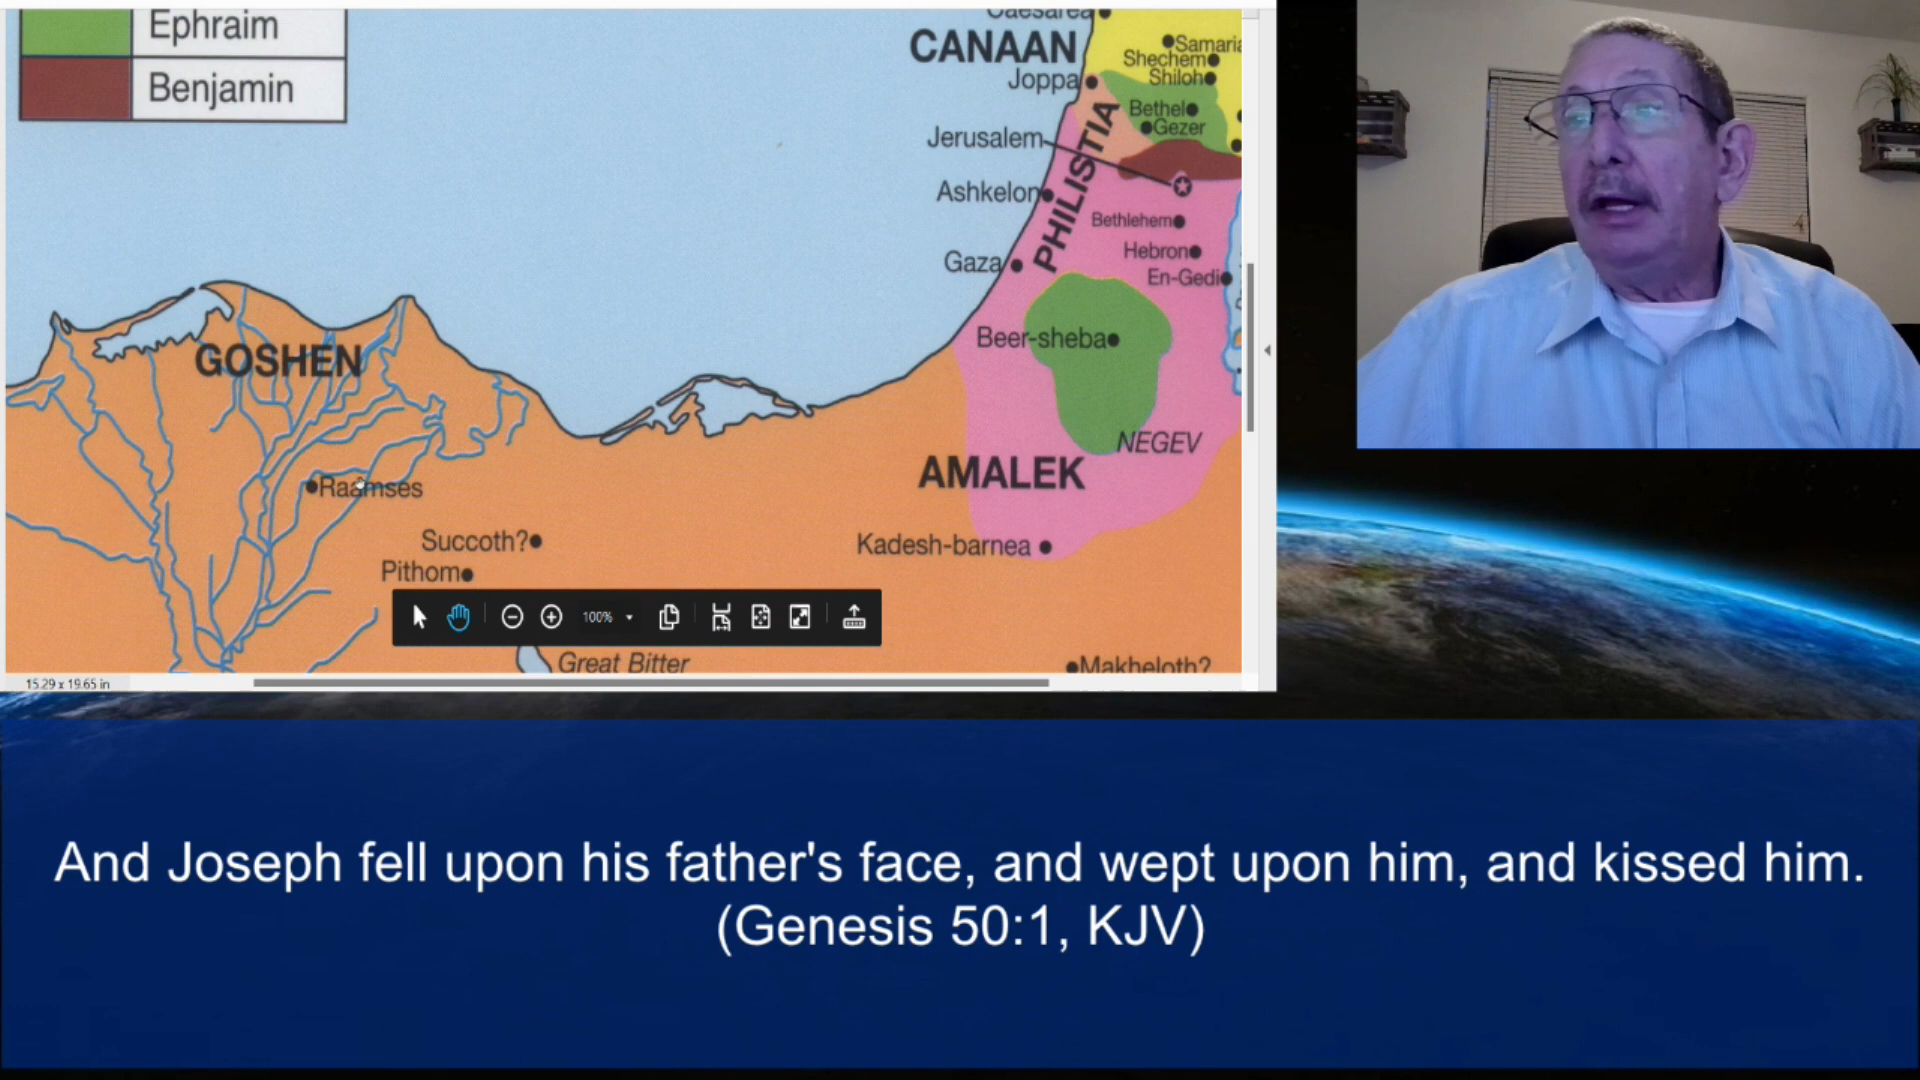 Ephraim
Benjamin
Caesarea
CANAAN
Samaria
Shechem
Joppa
Shiloh
Bethel
Gezer
Jerusalem
PHILISTIA
Ashkelon
Bethlehem
Hebron
Gaza
En-Gedi
Beer-sheba
GOSHEN
NEGEV
AMALEK
Raamses
Succoth?
Kadesh-barnea
Pithom
100%
Great Bitter
Makheloth?
15.29 x 19.65 in
And Joseph fell upon his father's face, and wept upon him, and kissed him.
(Genesis 50:1, KJV)